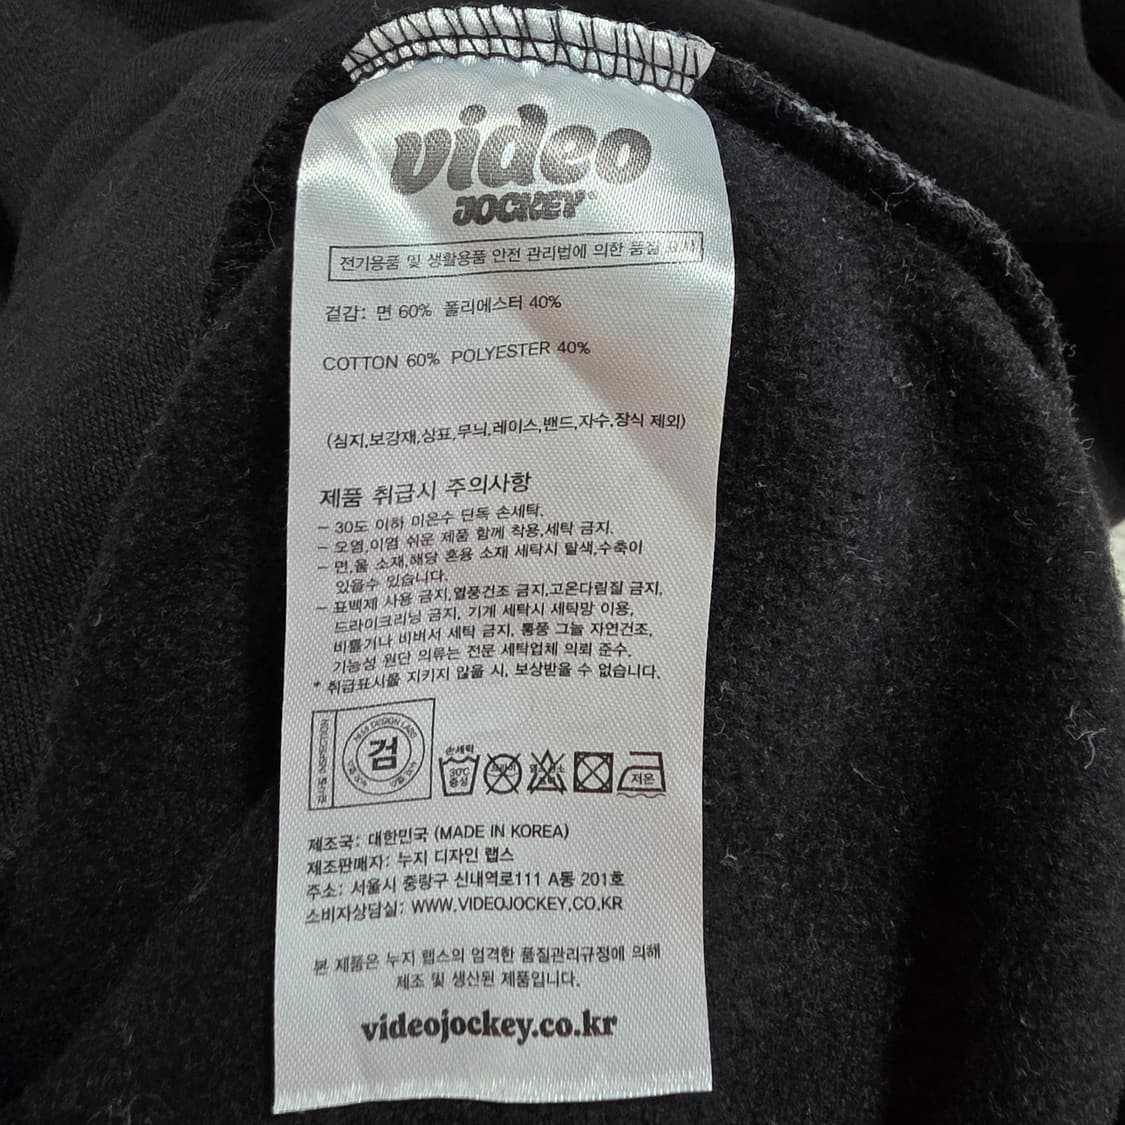 video
JOCKEY
전기용품 및 생활용품 안전 관리법에 의한 품질 표시
겉감: 면 60% 폴리에스터 40%
COTTON 60% POLYESTER 40%
(심지,보강재,상표,무늬,레이스,밴드,자수,장식 제외)
제품 취급시 주의사항
- 30도 이하 미온수 단독 손세탁.
- 오염,이염 쉬운 제품 함께 착용,세탁 금지.
- 면,울 소재,해당 혼용 소재 세탁시 탈색,수축이
있을수 있습니다.
- 표백제 사용 금지,열풍건조 금지,고온다림질 금지,
드라이크리닝 금지, 기계 세탁시 세탁망 이용,
비틀거나 비벼서 세탁 금지, 통풍 그늘 자연건조,
기능성 원단 의류는 전문 세탁업체 의뢰 준수.
* 취급표시를 지키지 않을 시, 보상받을 수 없습니다.
검
손세탁
30℃
중성
저온
제조국: 대한민국 (MADE IN KOREA)
제조판매자: 누지 디자인 랩스
주소: 서울시 중랑구 신내역로111 A동 201호
소비자상담실: WWW.VIDEOJOCKEY.CO.KR
본 제품은 누지 랩스의 엄격한 품질관리규정에 의해
제조 및 생산된 제품입니다.
videojockey.co.kr